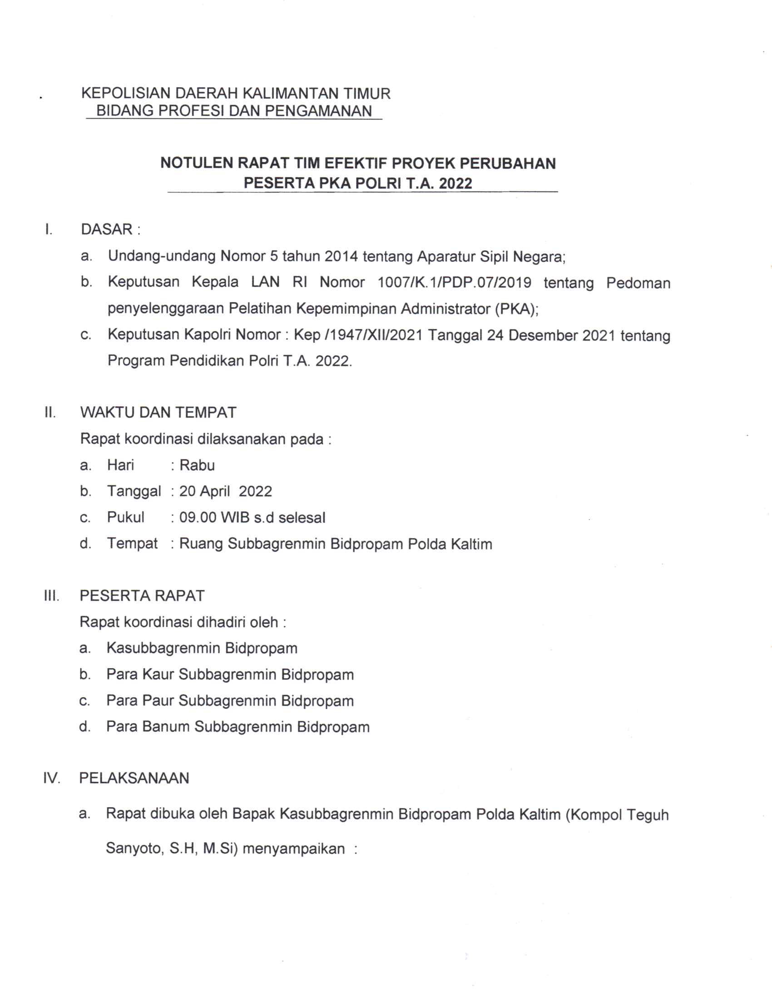 KEPOLISIAN DAERAH KALIMANTAN TIMUR
BIDANG PROFESI DAN PENGAMANAN
NOTULEN RAPAT TIM EFEKTIF PROYEK PERUBAHAN
PESERTA PKA POLRI T.A. 2022
I. DASAR :
a. Undang-undang Nomor 5 tahun 2014 tentang Aparatur Sipil Negara;
b. Keputusan Kepala LAN RI Nomor 1007/K.1/PDP.07/2019 tentang Pedoman
penyelenggaraan Pelatihan Kepemimpinan Administrator (PKA);
c. Keputusan Kapolri Nomor : Kep /1947/XII/2021 Tanggal 24 Desember 2021 tentang
Program Pendidikan Polri T.A. 2022.
II. WAKTU DAN TEMPAT
Rapat koordinasi dilaksanakan pada :
a. Hari : Rabu
b. Tanggal : 20 April 2022
c. Pukul : 09.00 WIB s.d selesal
d. Tempat : Ruang Subbagrenmin Bidpropam Polda Kaltim
III. PESERTA RAPAT
Rapat koordinasi dihadiri oleh :
a. Kasubbagrenmin Bidpropam
b. Para Kaur Subbagrenmin Bidpropam
c. Para Paur Subbagrenmin Bidpropam
d. Para Banum Subbagrenmin Bidpropam
IV. PELAKSANAAN
a. Rapat dibuka oleh Bapak Kasubbagrenmin Bidpropam Polda Kaltim (Kompol Teguh
Sanyoto, S.H, M.Si) menyampaikan :